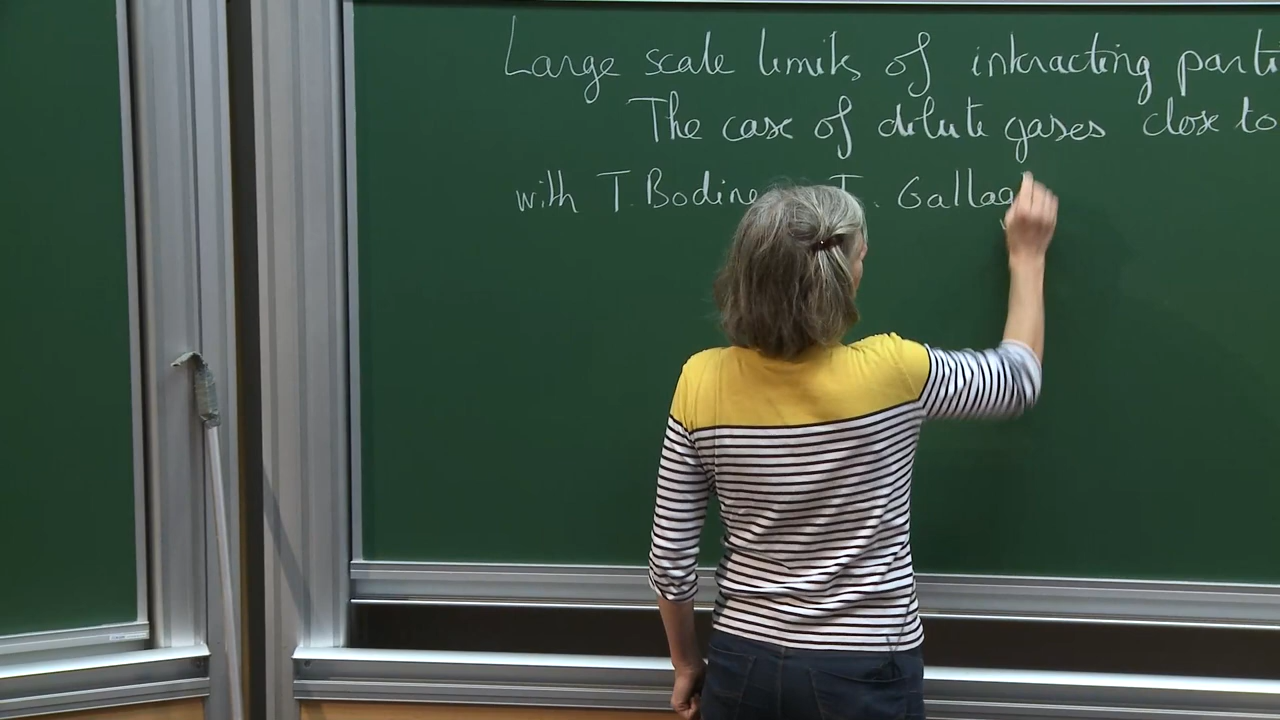 Large scale limits of interacting parti
The case of dilute gases close to
with T. Bodine I. Gallag